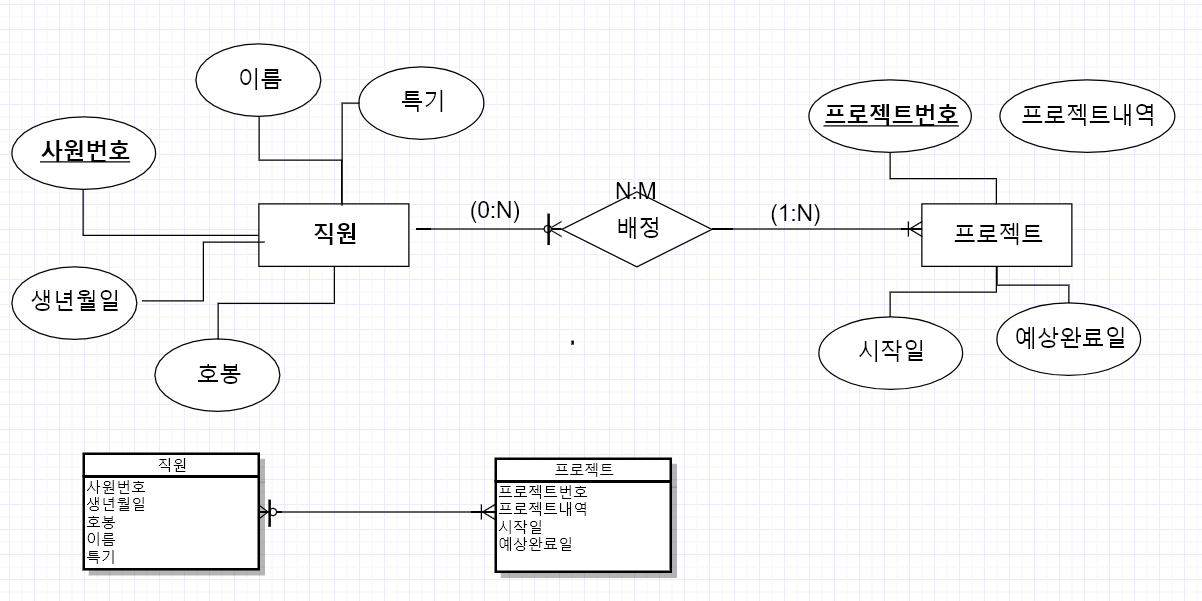 이름
특기
사원번호
프로젝트번호
프로젝트내역
N:M
(0:N)
(1:N)
직원
배정
프로젝트
생년월일
호봉
시작일
예상완료일
직원
사원번호
생년월일
호봉
이름
특기
프로젝트
프로젝트번호
프로젝트내역
시작일
예상완료일